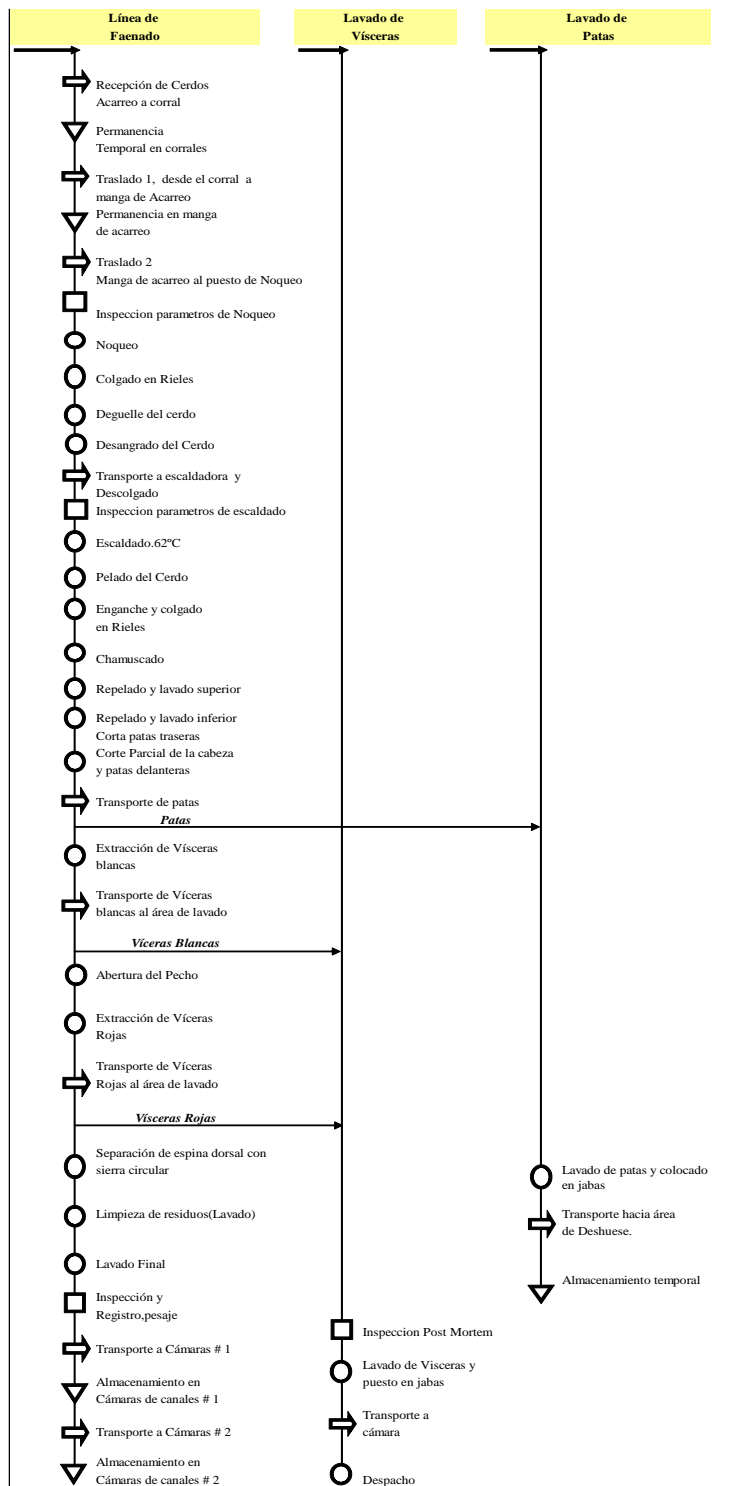 Línea de
Faenado
Lavado de
Vísceras
Lavado de
Patas
Recepción de Cerdos
Acarreo a corral
Permanencia
Temporal en corrales
Traslado 1, desde el corral a
manga de Acarreo
Permanencia en manga
de acarreo
Traslado 2
Manga de acarreo al puesto de Noqueo
Inspeccion parametros de Noqueo
Noqueo
Colgado en Rieles
Deguelle del cerdo
Desangrado del Cerdo
Transporte a escaldadora y
Descolgado
Inspeccion parametros de escaldado
Escaldado.62ºC
Pelado del Cerdo
Enganche y colgado
en Rieles
Chamuscado
Repelado y lavado superior
Repelado y lavado inferior
Corta patas traseras
Corte Parcial de la cabeza
y patas delanteras
Transporte de patas
Patas
Extracción de Vísceras
blancas
Transporte de Víceras
blancas al área de lavado
Víceras Blancas
Abertura del Pecho
Extracción de Víceras
Rojas
Transporte de Víceras
Rojas al área de lavado
Vísceras Rojas
Separación de espina dorsal con
sierra circular
Limpieza de residuos(Lavado)
Lavado Final
Inspección y
Registro,pesaje
Transporte a Cámaras # 1
Almacenamiento en
Cámaras de canales # 1
Transporte a Cámaras # 2
Almacenamiento en
Cámaras de canales # 2
Inspeccion Post Mortem
Lavado de Visceras y
puesto en jabas
Transporte a
cámara
Despacho
Lavado de patas y colocado
en jabas
Transporte hacia área
de Deshuese.
Almacenamiento temporal